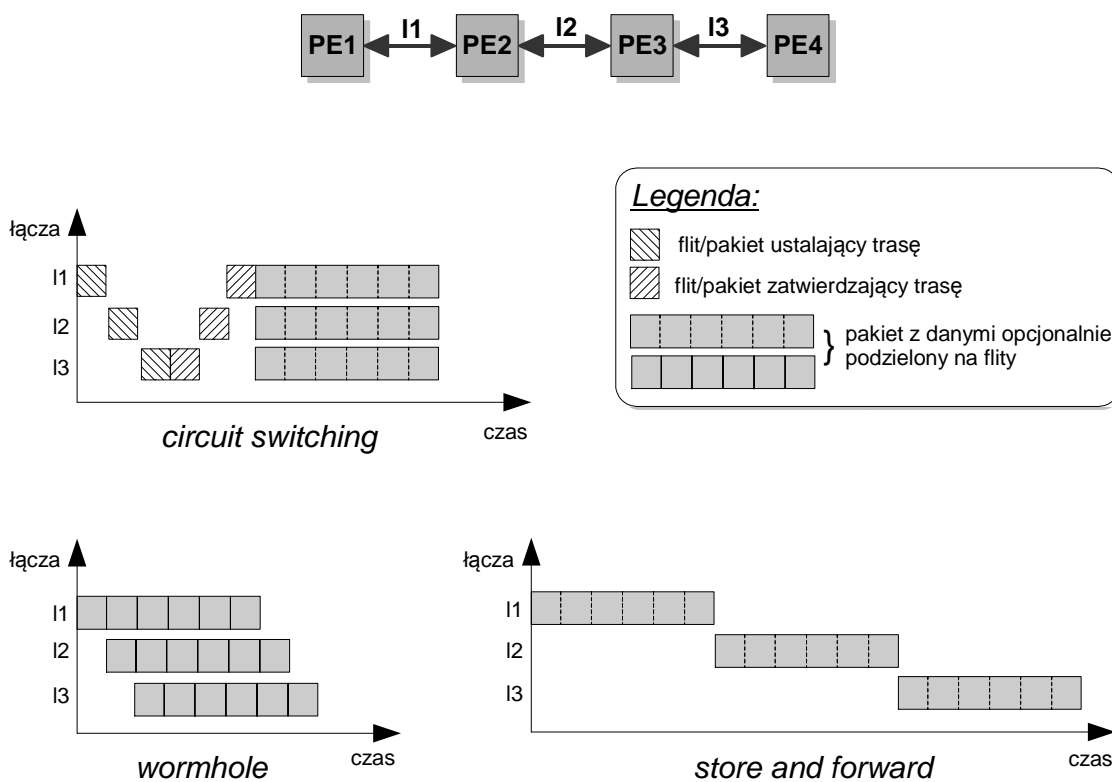 PE1
l1
PE2
l2
PE3
l3
PE4
łącza
l1
l2
l3
czas
circuit switching
Legenda:
flit/pakiet ustalający trasę
flit/pakiet zatwierdzający trasę
pakiet z danymi opcjonalnie
podzielony na flity
łącza
l1
l2
l3
czas
wormhole
łącza
l1
l2
l3
czas
store and forward